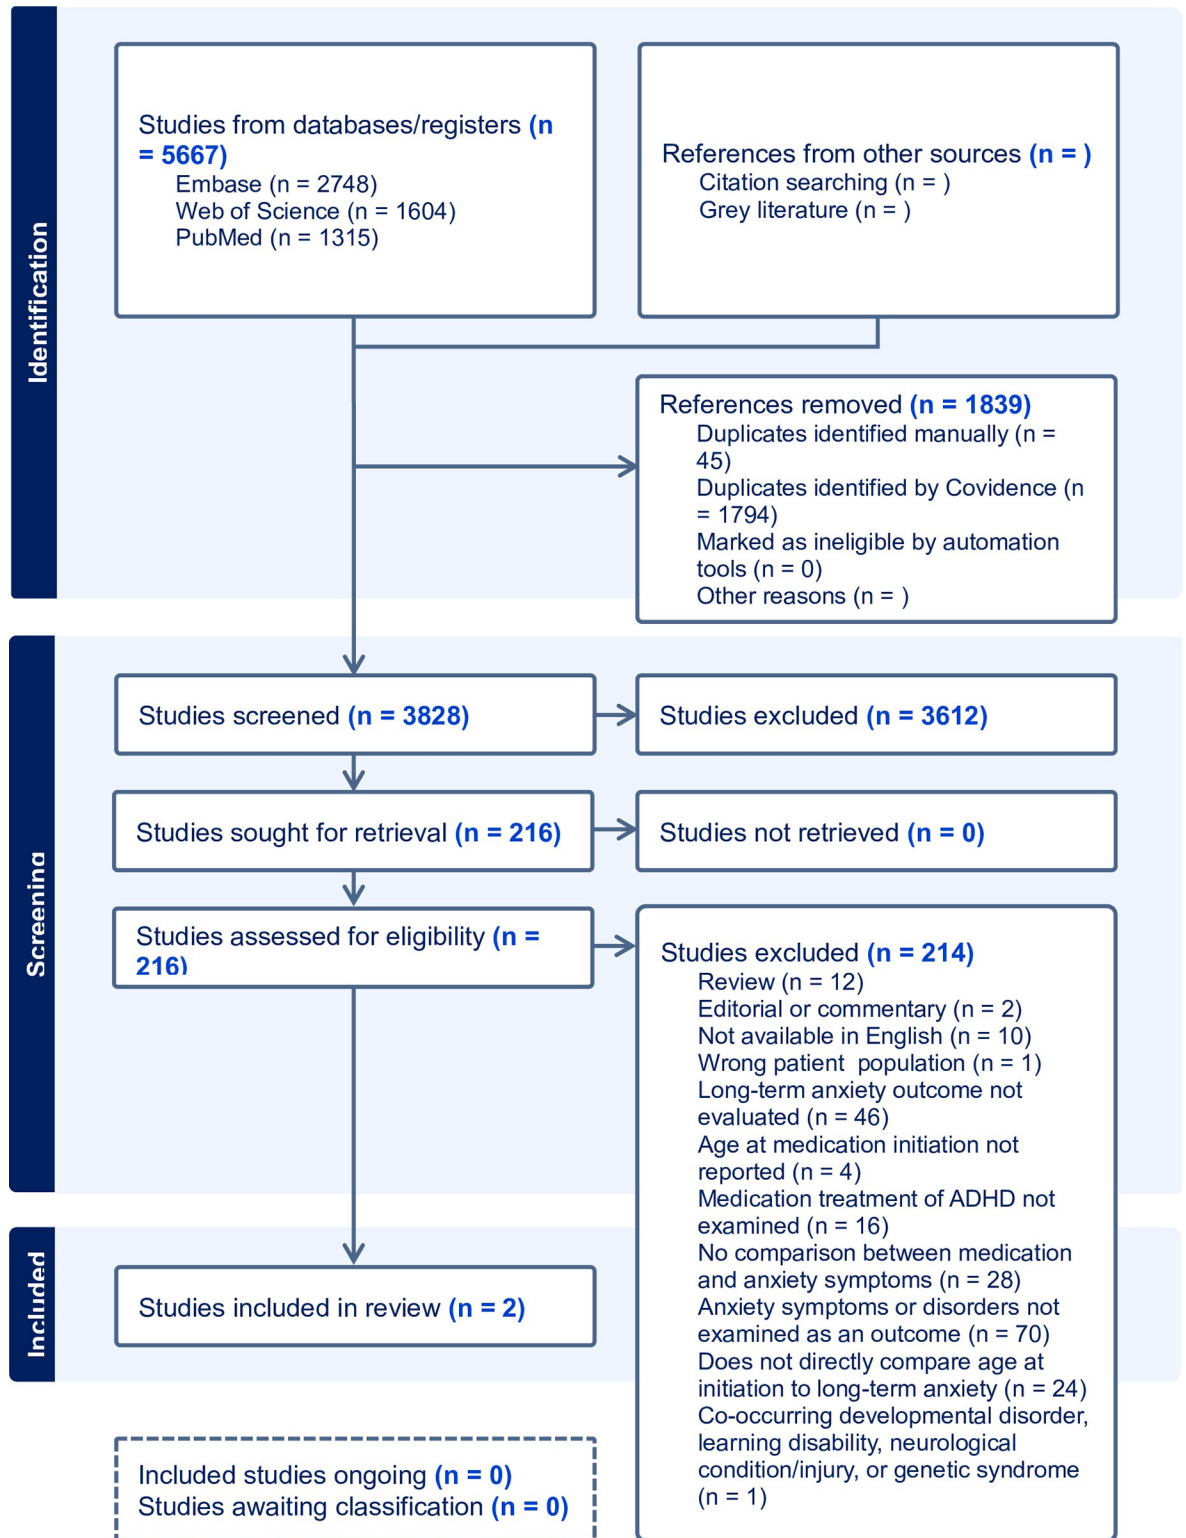 Identification
Studies from databases/registers (n
= 5667)
Embase (n = 2748)
Web of Science (n = 1604)
PubMed (n = 1315)
References from other sources (n = )
Citation searching (n = )
Grey literature (n = )
References removed (n = 1839)
Duplicates identified manually (n =
45)
Duplicates identified by Covidence (n
= 1794)
Marked as ineligible by automation
tools (n = 0)
Other reasons (n = )
Screening
Studies screened (n = 3828)
Studies excluded (n = 3612)
Studies sought for retrieval (n = 216)
Studies not retrieved (n = 0)
Studies assessed for eligibility (n =
216)
Studies excluded (n = 214)
Review (n = 12)
Editorial or commentary (n = 2)
Not available in English (n = 10)
Wrong patient  population (n = 1)
Long-term anxiety outcome not
evaluated (n = 46)
Age at medication initiation not
reported (n = 4)
Medication treatment of ADHD not
examined (n = 16)
No comparison between medication
and anxiety symptoms (n = 28)
Anxiety symptoms or disorders not
examined as an outcome (n = 70)
Does not directly compare age at
initiation to long-term anxiety (n = 24)
Co-occurring developmental disorder,
learning disability, neurological
condition/injury, or genetic syndrome
(n = 1)
Included
Studies included in review (n = 2)
Included studies ongoing (n = 0)
Studies awaiting classification (n = 0)